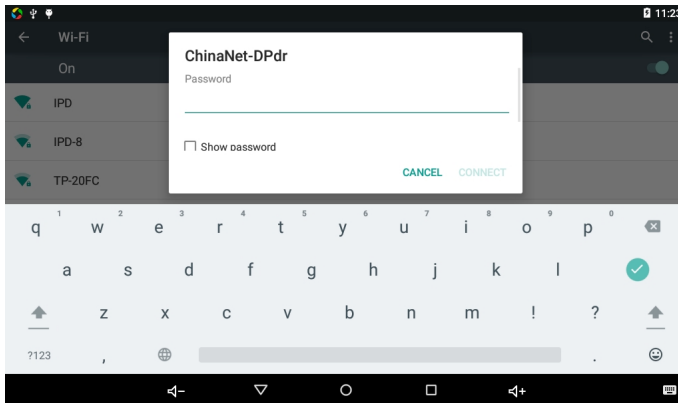 11:23
Wi-Fi
On
IPD
IPD-8
TP-20FC
ChinaNet-DPdr
Password
Show password
CANCEL CONNECT
1 2 3 4 5 6 7 8 9 0
q w e r t y u i o p
a s d f g h j k l
z x c v b n m ! ?
?123 , .